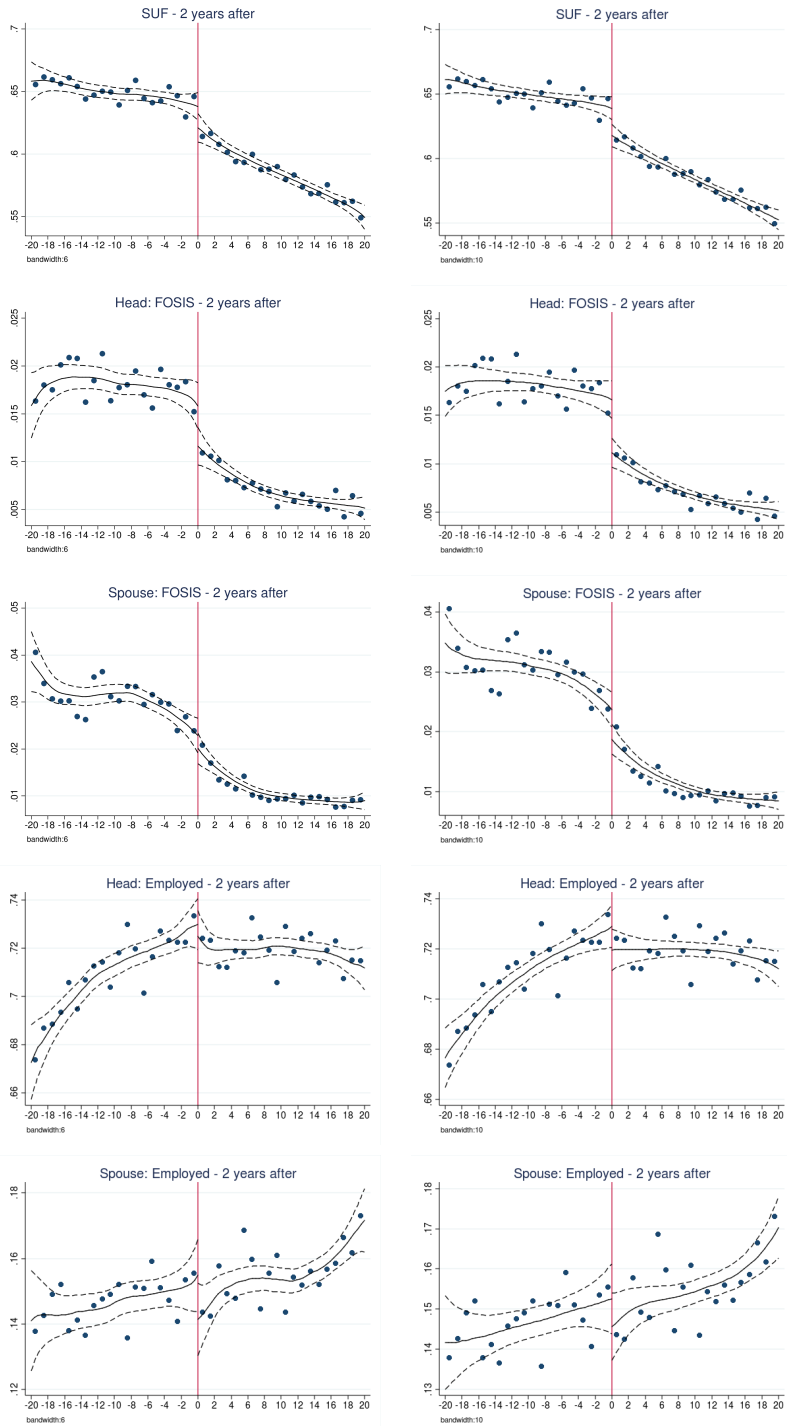 SUF - 2 years after
.7
.65
.6
.55
-20 -18 -16 -14 -12 -10 -8 -6 -4 -2 0 2 4 6 8 10 12 14 16 18 20
bandwidth:6
SUF - 2 years after
.7
.65
.6
.55
-20 -18 -16 -14 -12 -10 -8 -6 -4 -2 0 2 4 6 8 10 12 14 16 18 20
bandwidth:10
Head: FOSIS - 2 years after
.025
.02
.015
.01
.005
-20 -18 -16 -14 -12 -10 -8 -6 -4 -2 0 2 4 6 8 10 12 14 16 18 20
bandwidth:6
Head: FOSIS - 2 years after
.025
.02
.015
.01
.005
-20 -18 -16 -14 -12 -10 -8 -6 -4 -2 0 2 4 6 8 10 12 14 16 18 20
bandwidth:10
Spouse: FOSIS - 2 years after
.05
.04
.03
.02
.01
-20 -18 -16 -14 -12 -10 -8 -6 -4 -2 0 2 4 6 8 10 12 14 16 18 20
bandwidth:6
Spouse: FOSIS - 2 years after
.04
.03
.02
.01
-20 -18 -16 -14 -12 -10 -8 -6 -4 -2 0 2 4 6 8 10 12 14 16 18 20
bandwidth:10
Head: Employed - 2 years after
.74
.72
.7
.68
.66
-20 -18 -16 -14 -12 -10 -8 -6 -4 -2 0 2 4 6 8 10 12 14 16 18 20
bandwidth:6
Head: Employed - 2 years after
.74
.72
.7
.68
.66
-20 -18 -16 -14 -12 -10 -8 -6 -4 -2 0 2 4 6 8 10 12 14 16 18 20
bandwidth:10
Spouse: Employed - 2 years after
.18
.16
.14
.12
-20 -18 -16 -14 -12 -10 -8 -6 -4 -2 0 2 4 6 8 10 12 14 16 18 20
bandwidth:6
Spouse: Employed - 2 years after
.18
.17
.16
.15
.14
.13
-20 -18 -16 -14 -12 -10 -8 -6 -4 -2 0 2 4 6 8 10 12 14 16 18 20
bandwidth:10